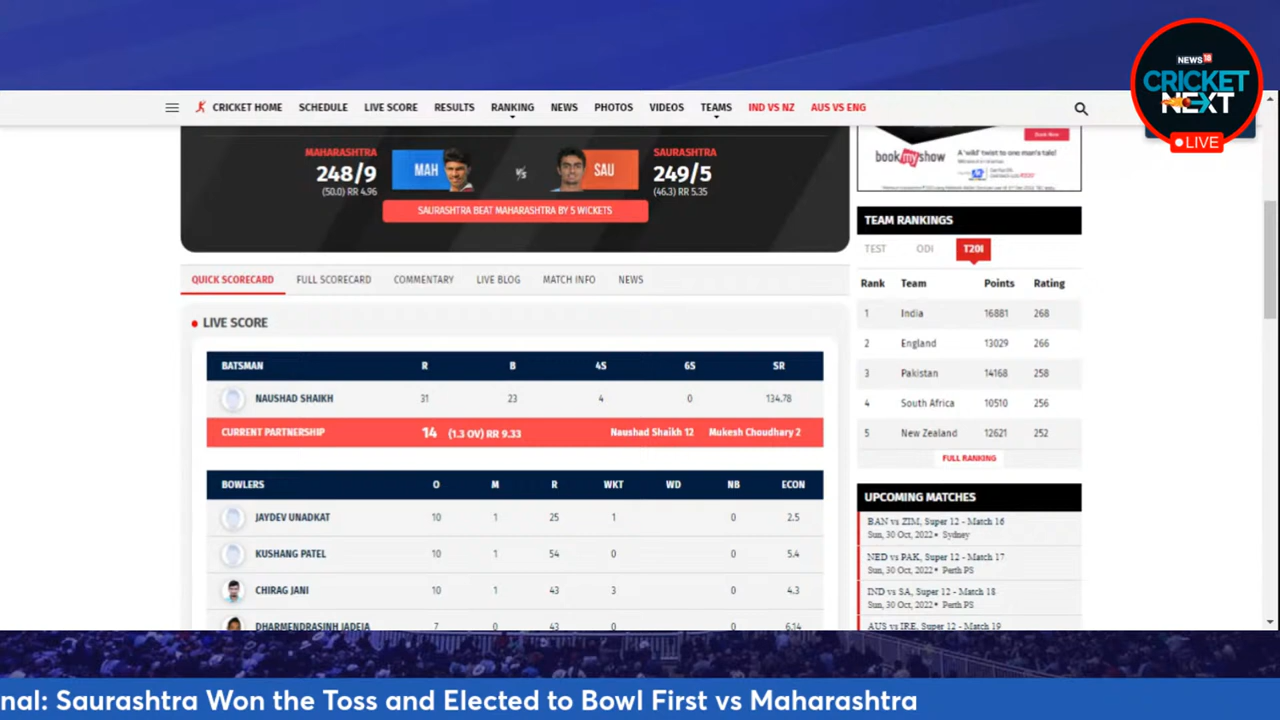 NEWS18
CRICKET
NEXT
LIVE
CRICKET HOME SCHEDULE LIVE SCORE RESULTS RANKING NEWS PHOTOS VIDEOS TEAMS IND VS NZ AUS VS ENG
MAHARASHTRA
248/9
(50.0) RR 4.96
MAH
V/S
SAU
SAURASHTRA
249/5
(46.3) RR 5.35
SAURASHTRA BEAT MAHARASHTRA BY 5 WICKETS
Book Now
bookmyshow
A 'wild' twist to one man's tale!
QUICK SCORECARD FULL SCORECARD COMMENTARY LIVE BLOG MATCH INFO NEWS
LIVE SCORE
BATSMAN R B 4S 6S SR
NAUSHAD SHAIKH 31 23 4 0 134.78
CURRENT PARTNERSHIP 14 (1.3 OV) RR 9.33 Naushad Shaikh 12 Mukesh Choudhary 2
BOWLERS O M R WKT WD NB ECON
JAYDEV UNADKAT 10 1 25 1 0 2.5
KUSHANG PATEL 10 1 54 0 0 5.4
CHIRAG JANI 10 1 43 3 0 4.3
DHARMENDRASINH JADEJA 7 0 43 0 0 6.14
TEAM RANKINGS
TEST ODI T20I
Rank Team Points Rating
1 India 16881 268
2 England 13029 266
3 Pakistan 14168 258
4 South Africa 10510 256
5 New Zealand 12621 252
FULL RANKING
UPCOMING MATCHES
BAN vs ZIM, Super 12 - Match 16
Sun, 30 Oct, 2022 • Sydney
NED vs PAK, Super 12 - Match 17
Sun, 30 Oct, 2022 • Perth PS
IND vs SA, Super 12 - Match 18
Sun, 30 Oct, 2022 • Perth PS
AUS vs IRE, Super 12 - Match 19
nal: Saurashtra Won the Toss and Elected to Bowl First vs Maharashtra